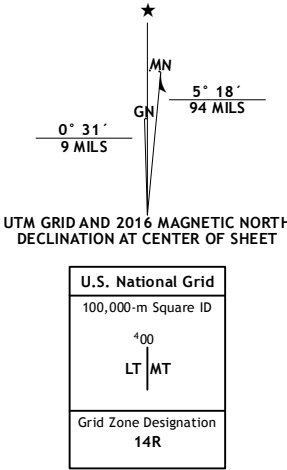 ★
MN
GN
5° 18´
94 MILS
0° 31´
9 MILS
UTM GRID AND 2016 MAGNETIC NORTH
DECLINATION AT CENTER OF SHEET
U.S. National Grid
100,000-m Square ID
⁴00
LT MT
Grid Zone Designation
14R